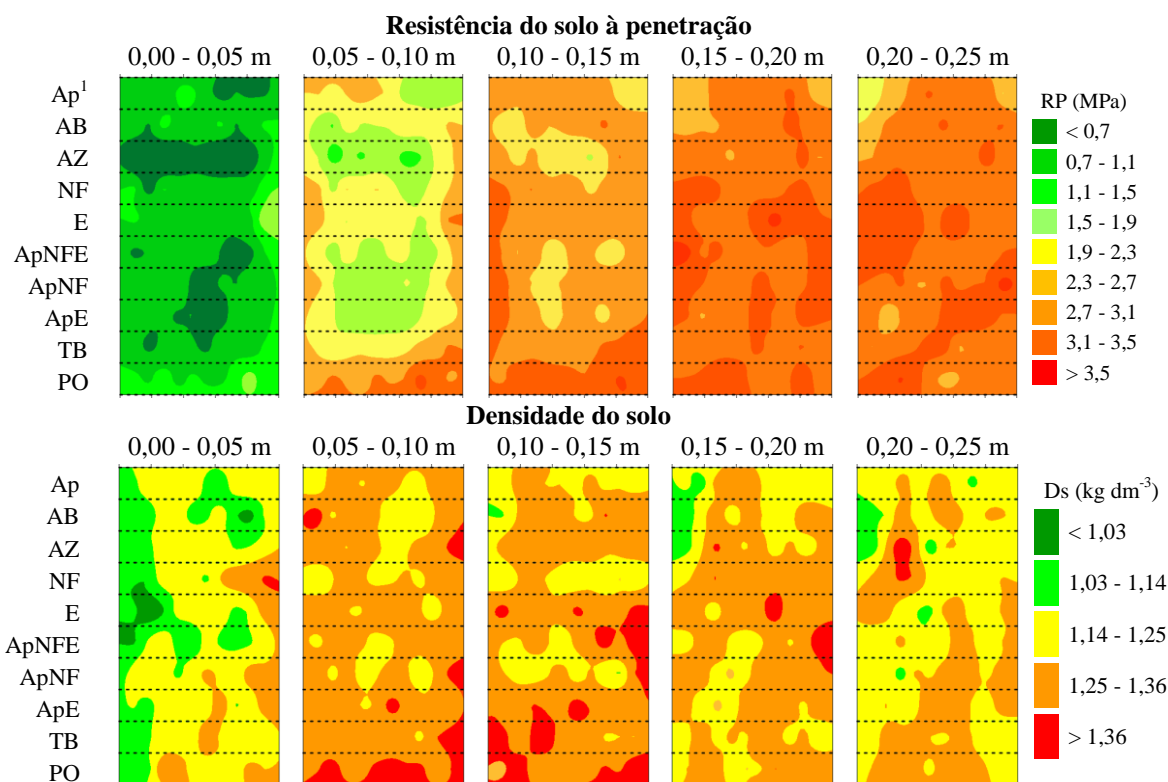 Resistência do solo à penetração
0,00 - 0,05 m 0,05 - 0,10 m 0,10 - 0,15 m 0,15 - 0,20 m 0,20 - 0,25 m
Ap¹
AB
AZ
NF
E
ApNFE
ApNF
ApE
TB
PO
RP (MPa)
< 0,7
0,7 - 1,1
1,1 - 1,5
1,5 - 1,9
1,9 - 2,3
2,3 - 2,7
2,7 - 3,1
3,1 - 3,5
> 3,5
Densidade do solo
0,00 - 0,05 m 0,05 - 0,10 m 0,10 - 0,15 m 0,15 - 0,20 m 0,20 - 0,25 m
Ap
AB
AZ
NF
E
ApNFE
ApNF
ApE
TB
PO
Ds (kg dm⁻³)
< 1,03
1,03 - 1,14
1,14 - 1,25
1,25 - 1,36
> 1,36